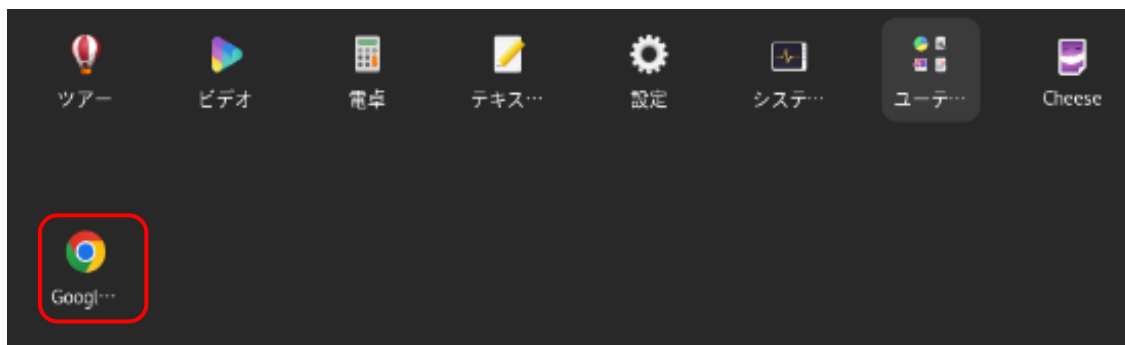 ツアー
ビデオ
電卓
テキス…
設定
システ…
ユーテ…
Cheese
Googl…